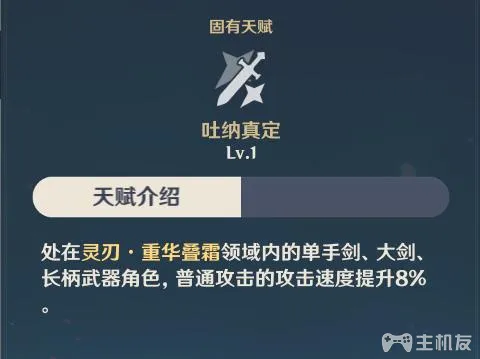 固有天赋
吐纳真定
Lv.1
天赋介绍
处在灵刃·重华叠霜领域内的单手剑、大剑、
长柄武器角色，普通攻击的攻击速度提升8%
。
主机友